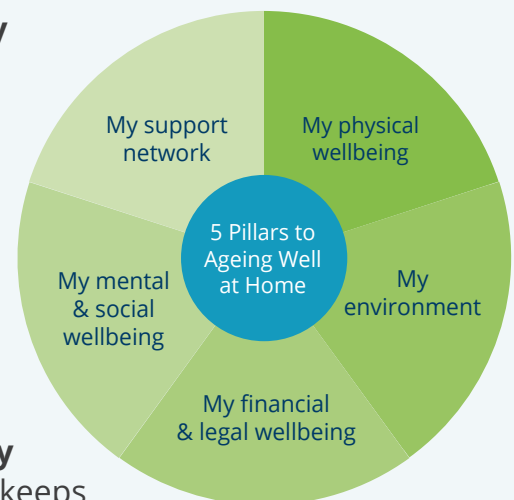 y
My support
network
My physical
wellbeing
5 Pillars to
Ageing Well
at Home
My mental
& social
wellbeing
My
environment
My financial
& legal wellbeing
y
keeps